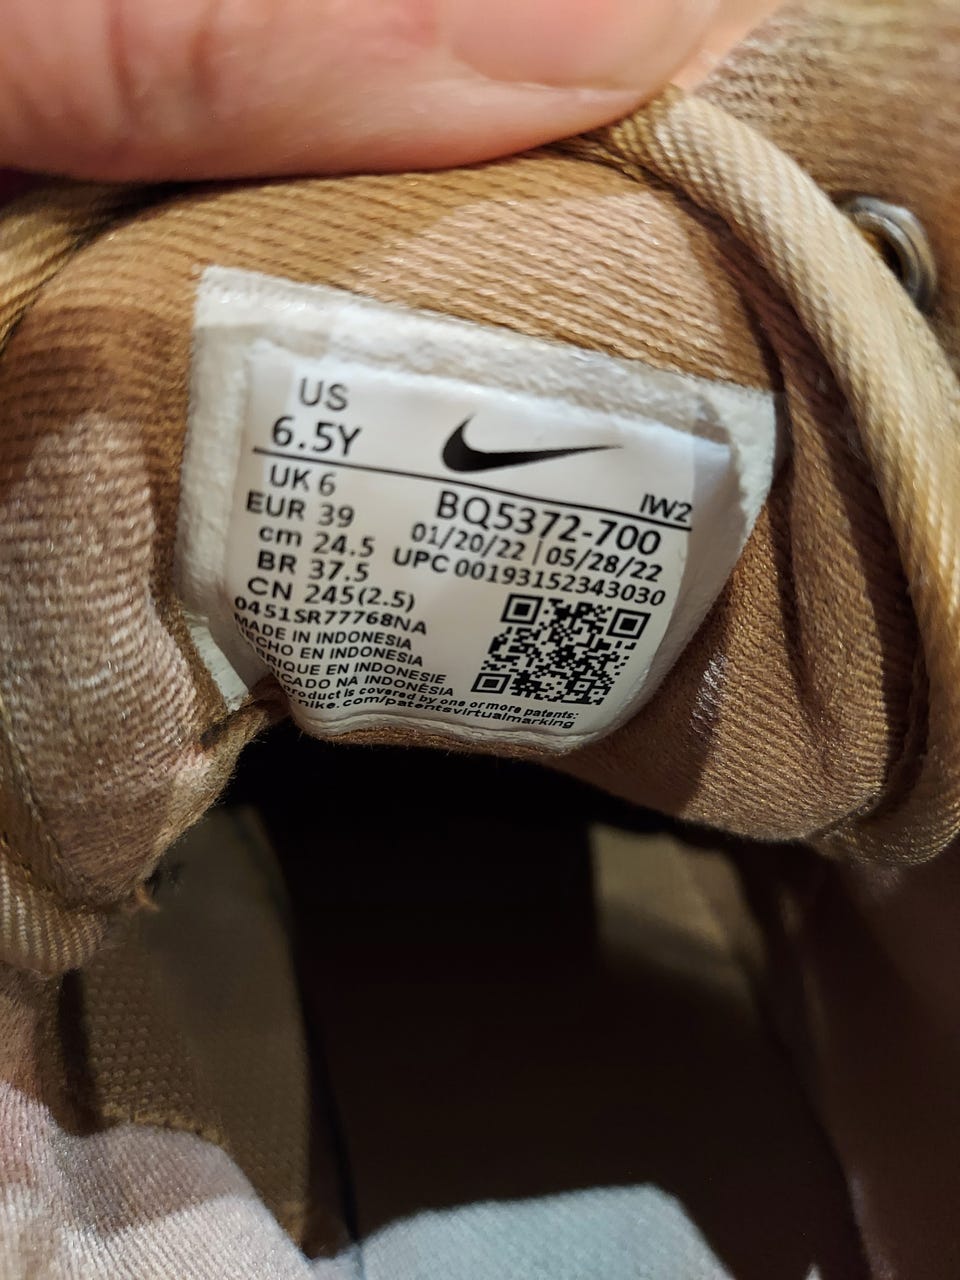 US
6.5Y
UK 6
EUR 39
cm 24.5
BR 37.5
CN 245(2.5)
IW2
BQ5372-700
01/20/22 | 05/28/22
UPC 00193152343030
0451SR77768NA
MADE IN INDONESIA
HECHO EN INDONESIA
BRIQUE EN INDONESIE
ICADO NA INDONÉSIA
product is covered by one or more patents:
nike.com/patentsvirtualmarking